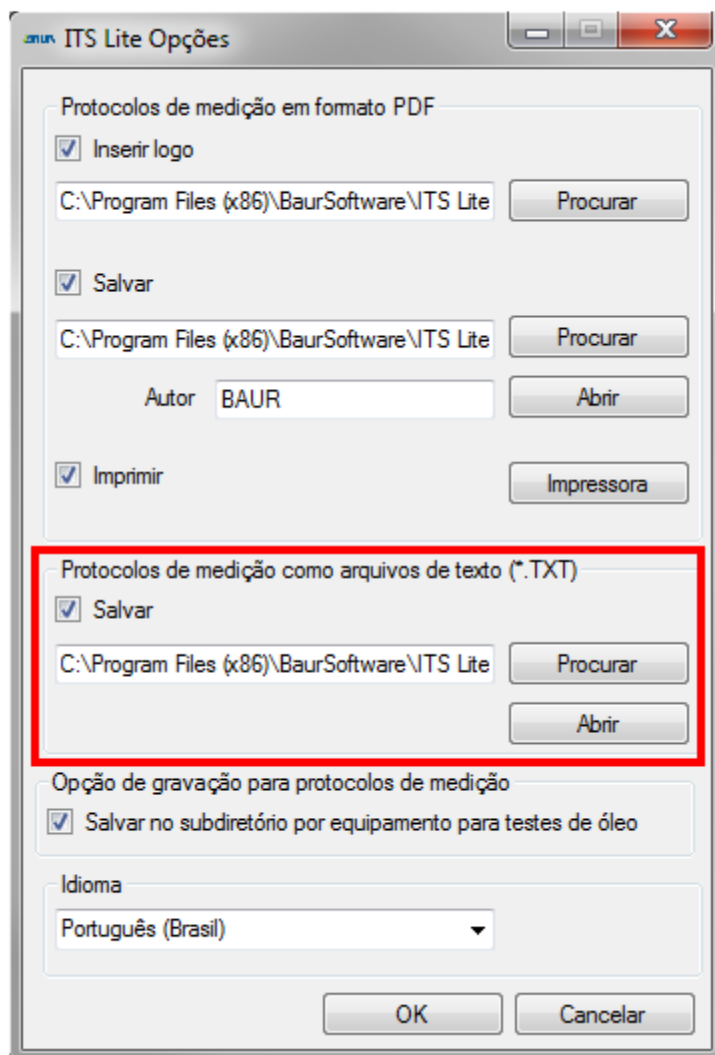 BAUR ITS Lite Opções
Protocolos de medição em formato PDF
Inserir logo
C:\Program Files (x86)\BaurSoftware\ITS Lite Procurar
Salvar
C:\Program Files (x86)\BaurSoftware\ITS Lite Procurar
Autor BAUR Abrir
Imprimir Impressora
Protocolos de medição como arquivos de texto (*.TXT)
Salvar
C:\Program Files (x86)\BaurSoftware\ITS Lite Procurar
Abrir
Opção de gravação para protocolos de medição
Salvar no subdiretório por equipamento para testes de óleo
Idioma
Português (Brasil)
OK Cancelar